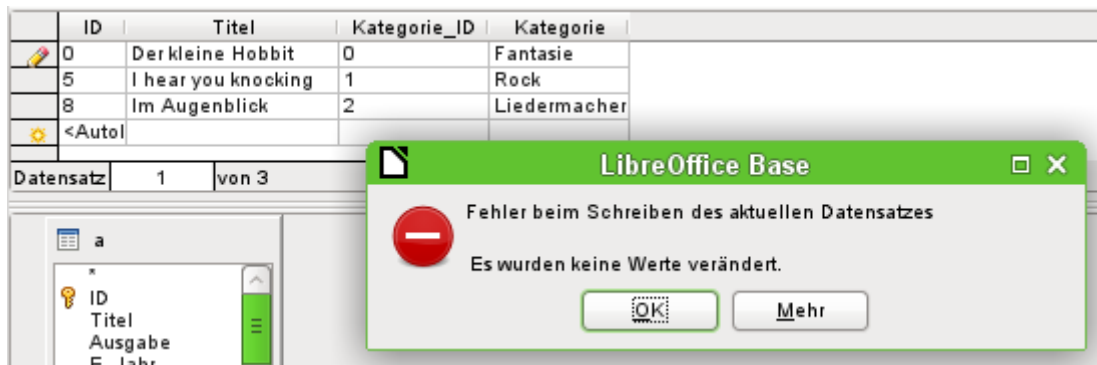 ID Titel Kategorie_ID Kategorie
0 Der kleine Hobbit 0 Fantasie
5 I hear you knocking 1 Rock
8 Im Augenblick 2 Liedermacher
<Autol
Datensatz 1 von 3
LibreOffice Base
Fehler beim Schreiben des aktuellen Datensatzes
Es wurden keine Werte verändert.
OK Mehr
a
*
ID
Titel
Ausgabe